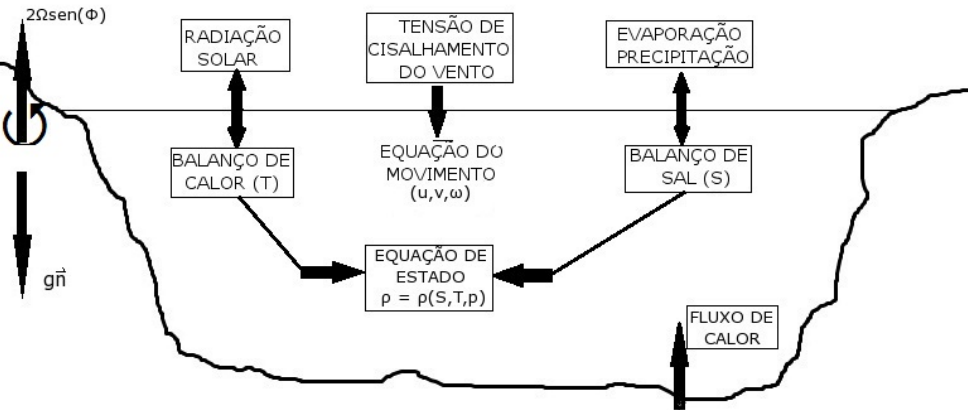 2Ωsen(Φ)
RADIAÇÃO
SOLAR
TENSÃO DE
CISALHAMENTO
DO VENTO
EVAPORAÇÃO
PRECIPITAÇÃO
BALANÇO DE
CALOR (T)
EQUAÇÃO DO
MOVIMENTO
(u,v,ω)
BALANÇO DE
SAL (S)
EQUAÇÃO DE
ESTADO
ρ = ρ(S,T,p)
gn⃗
FLUXO DE
CALOR